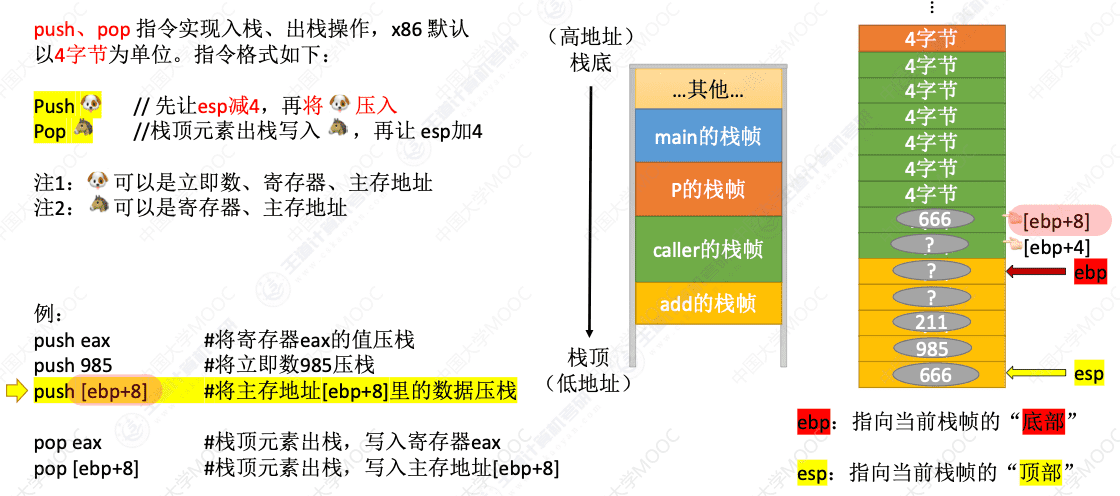 push、pop 指令实现入栈、出栈操作，x86 默认
以4字节为单位。指令格式如下：
Push 🐶 // 先让esp减4，再将 🐶 压入
Pop 🐴 //栈顶元素出栈写入 🐴 ，再让 esp加4
注1： 🐶 可以是立即数、寄存器、主存地址
注2： 🐴 可以是寄存器、主存地址
例：
push eax #将寄存器eax的值压栈
push 985 #将立即数985压栈
push [ebp+8] #将主存地址[ebp+8]里的数据压栈
pop eax #栈顶元素出栈，写入寄存器eax
pop [ebp+8] #栈顶元素出栈，写入主存地址[ebp+8]
（高地址）
栈底
栈顶
（低地址）
…其他…
main的栈帧
P的栈帧
caller的栈帧
add的栈帧
⋮
4字节
4字节
4字节
4字节
4字节
4字节
4字节
666 [ebp+8]
? [ebp+4]
? ebp
?
211
985
666 esp
ebp：指向当前栈帧的“底部”
esp：指向当前栈帧的“顶部”